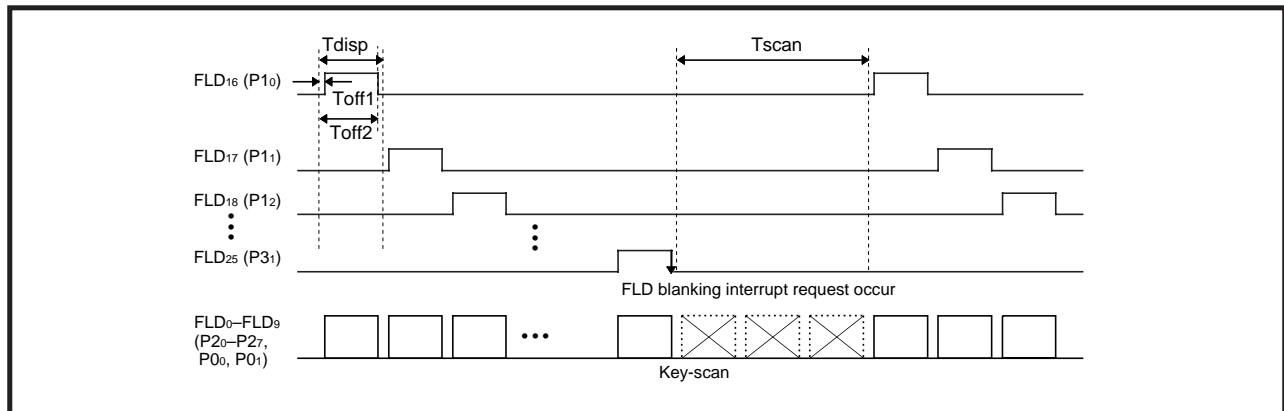 Tdisp
Tscan
FLD16 (P10)
Toff1
Toff2
FLD17 (P11)
FLD18 (P12)
FLD25 (P31)
FLD blanking interrupt request occur
FLD0–FLD9
(P20–P27,
P00, P01)
Key-scan